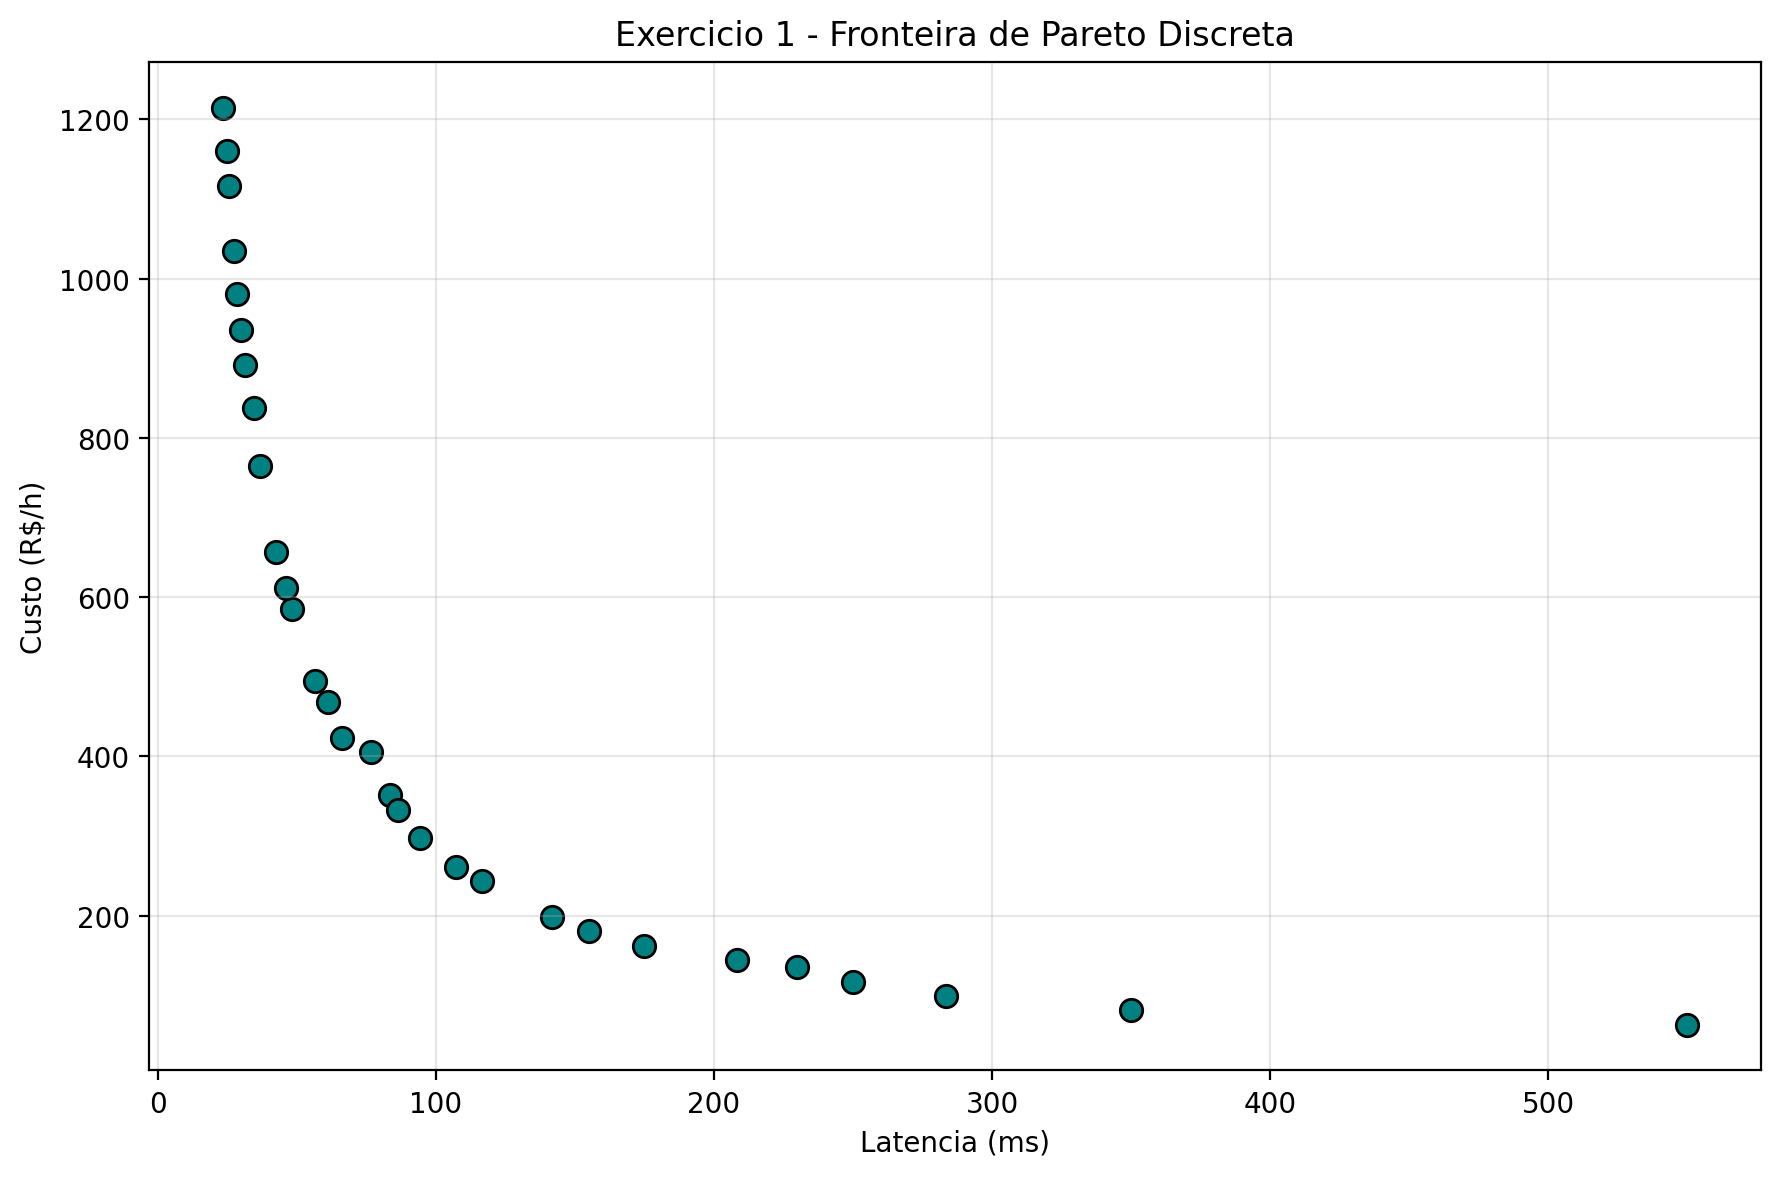 Exercicio 1 - Fronteira de Pareto Discreta
1200
1000
800
600
400
200
Custo (R$/h)
0 100 200 300 400 500
Latencia (ms)